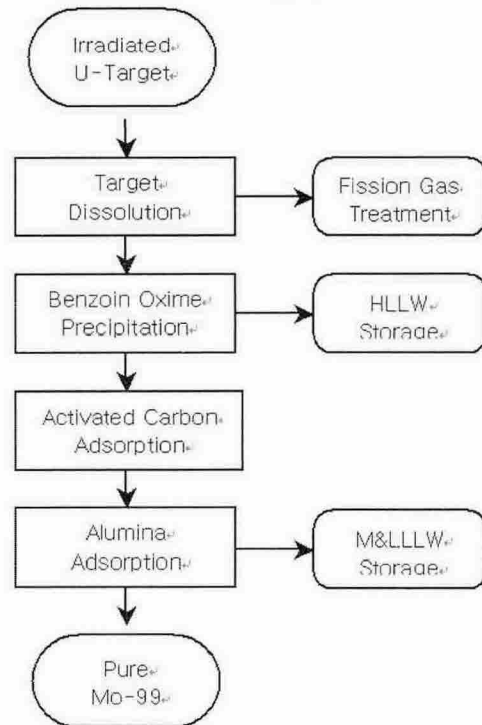 Irradiated
U-Target
Target
Dissolution
Fission Gas
Treatment
Benzoin Oxime
Precipitation
HLLW
Storage
Activated Carbon
Adsorption
Alumina
Adsorption
M&LLLW
Storage
Pure
Mo-99